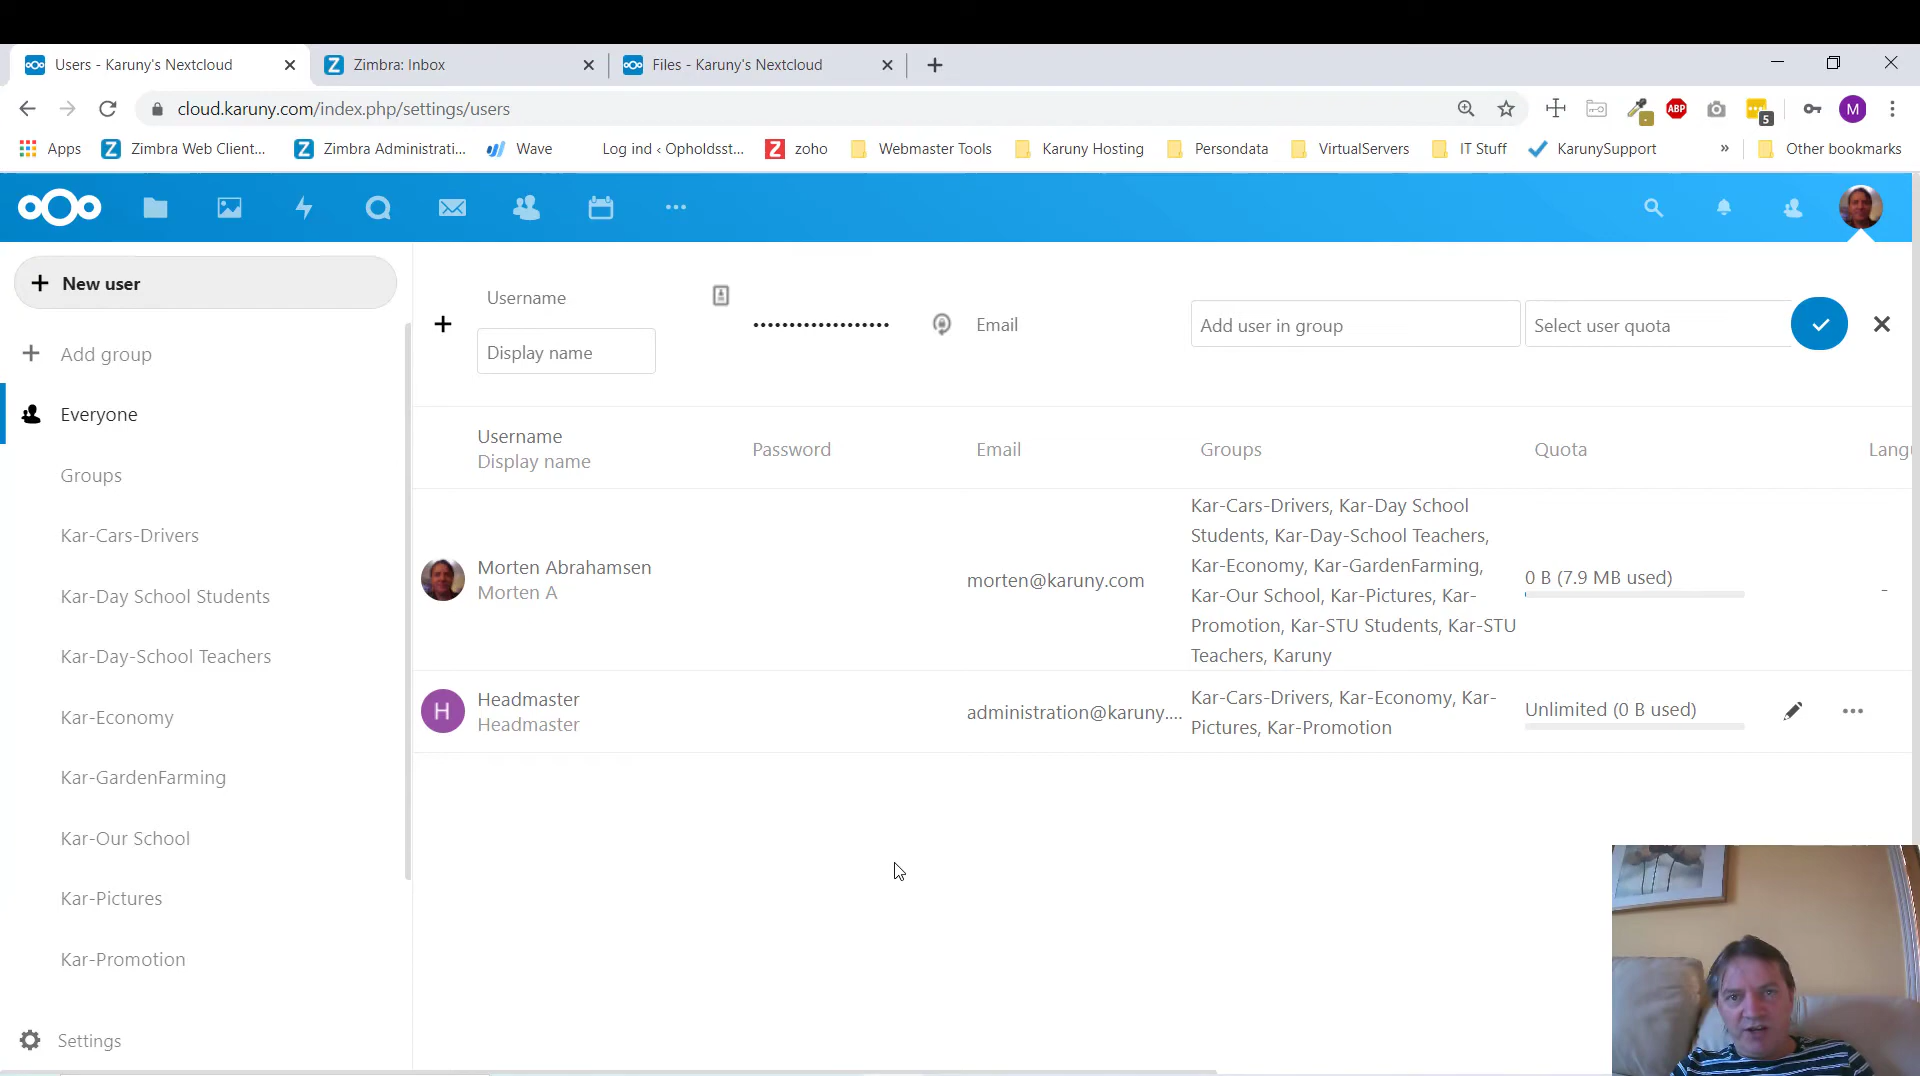 Users - Karuny's Nextcloud
Zimbra: Inbox
Files - Karuny's Nextcloud
cloud.karuny.com/index.php/settings/users
ABP
5
M
Apps
Zimbra Web Client...
Zimbra Administrati...
Wave
Log ind ‹ Opholdsst...
zoho
Webmaster Tools
Karuny Hosting
Persondata
VirtualServers
IT Stuff
KarunySupport
»
Other bookmarks
New user
Add group
Everyone
Groups
Kar-Cars-Drivers
Kar-Day School Students
Kar-Day-School Teachers
Kar-Economy
Kar-GardenFarming
Kar-Our School
Kar-Pictures
Kar-Promotion
Settings
Username
Display name
••••••••••••••••••••
Email
Add user in group
Select user quota
Username
Display name
Password
Email
Groups
Quota
Langu
Morten Abrahamsen
Morten A
morten@karuny.com
Kar-Cars-Drivers, Kar-Day School
Students, Kar-Day-School Teachers,
Kar-Economy, Kar-GardenFarming,
Kar-Our School, Kar-Pictures, Kar-
Promotion, Kar-STU Students, Kar-STU
Teachers, Karuny
0 B (7.9 MB used)
-
H
Headmaster
Headmaster
administration@karuny....
Kar-Cars-Drivers, Kar-Economy, Kar-
Pictures, Kar-Promotion
Unlimited (0 B used)